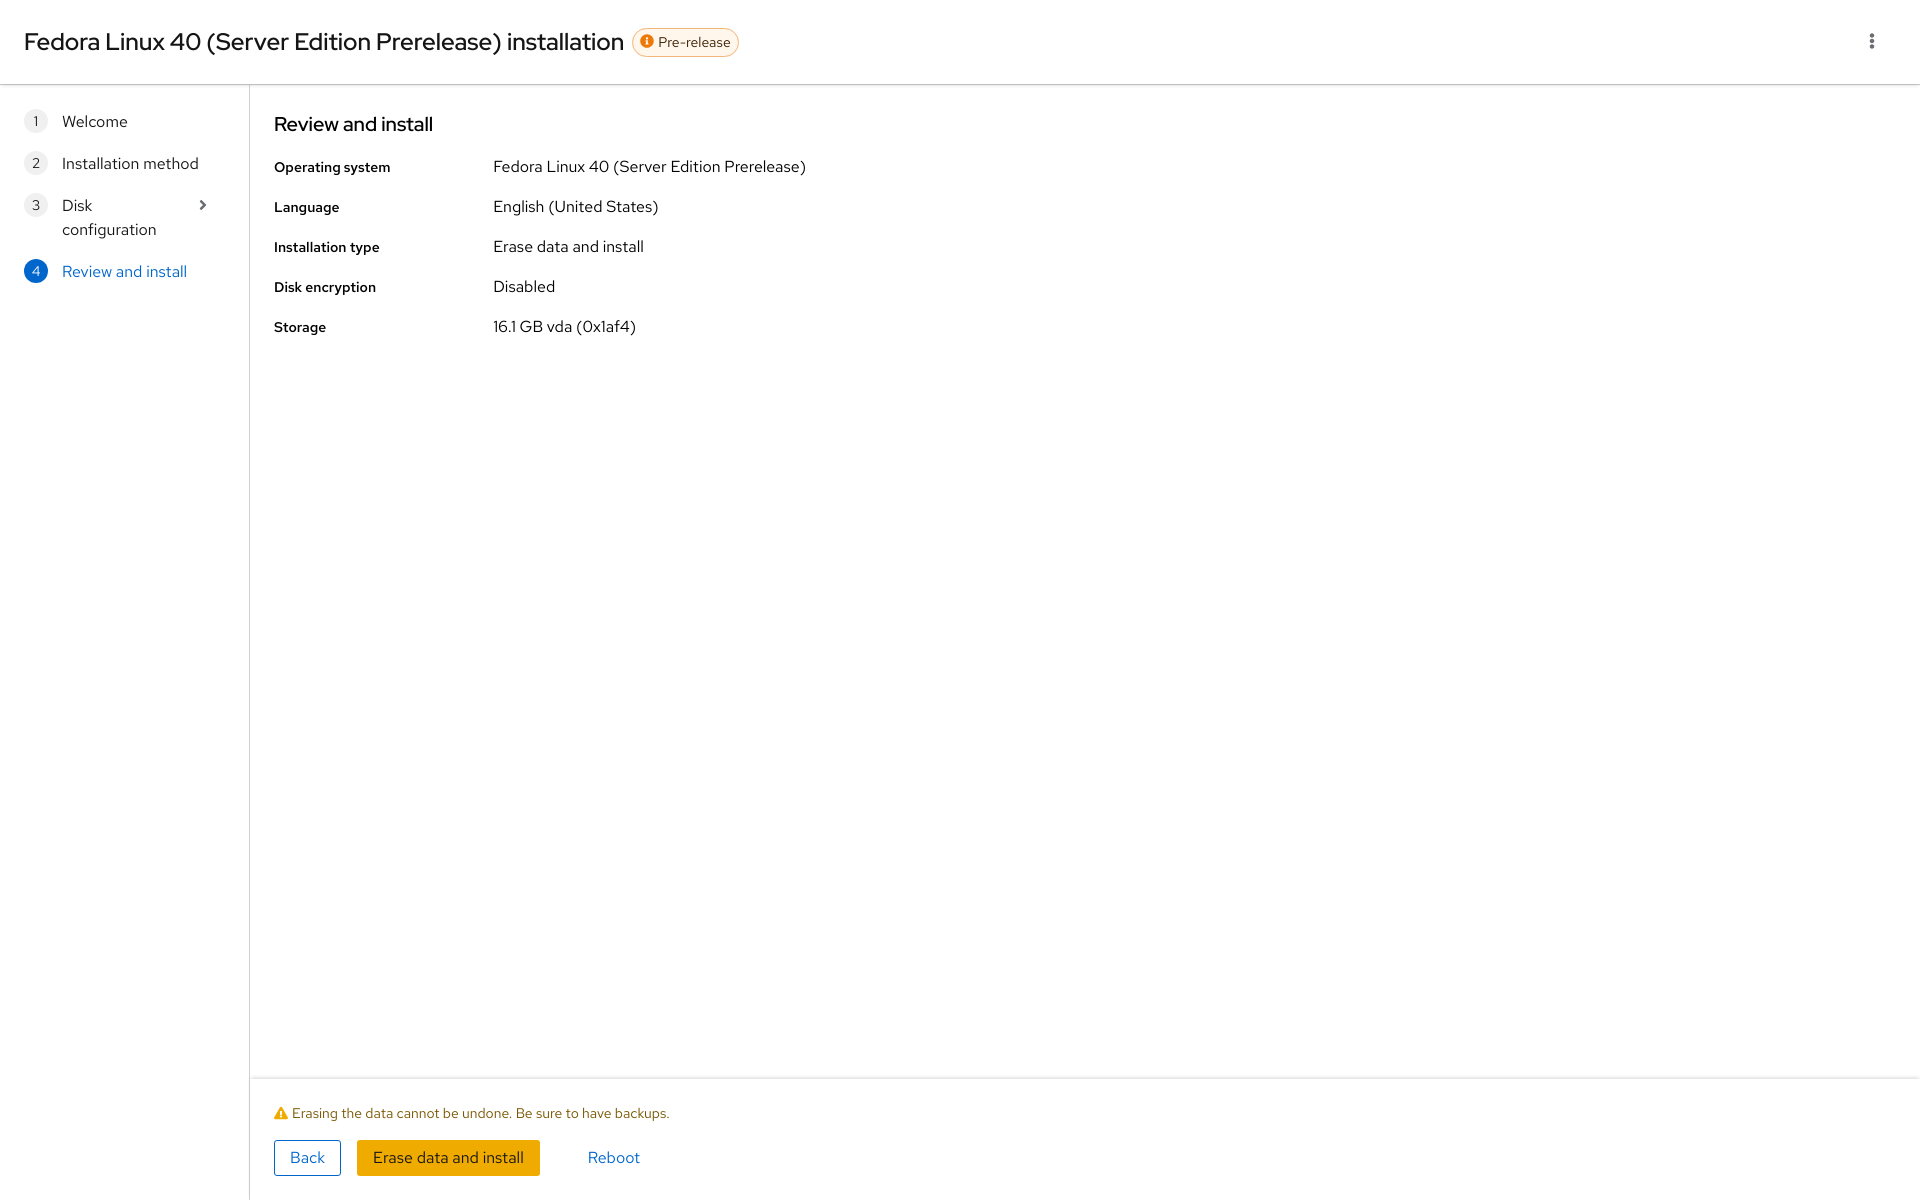 Fedora Linux 40 (Server Edition Prerelease) installation Pre-release
1 Welcome
2 Installation method
3 Disk
configuration
4 Review and install
Review and install
Operating system Fedora Linux 40 (Server Edition Prerelease)
Language English (United States)
Installation type Erase data and install
Disk encryption Disabled
Storage 16.1 GB vda (0x1af4)
Erasing the data cannot be undone. Be sure to have backups.
Back Erase data and install Reboot